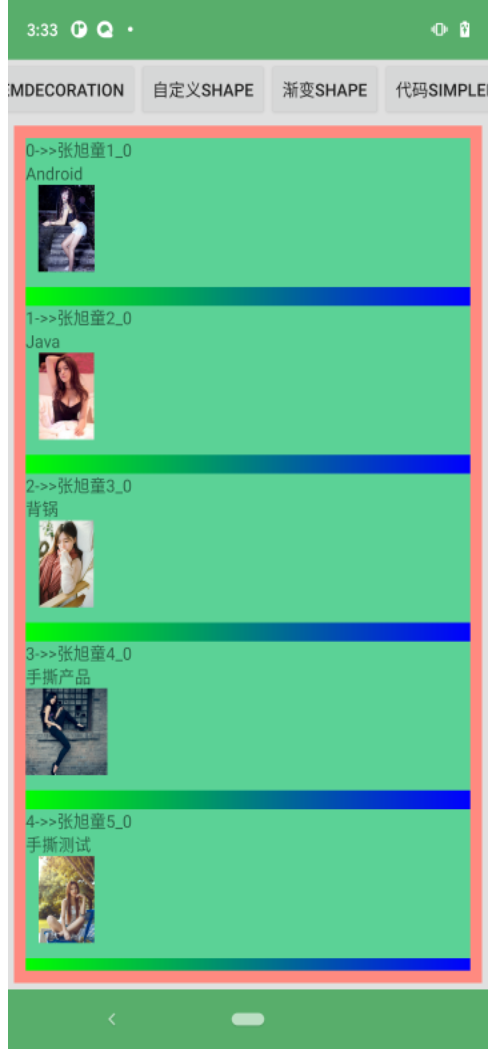 3:33
EMDECORATION 自定义SHAPE 渐变SHAPE 代码SIMPLE
0->>张旭童1_0
Android
1->>张旭童2_0
Java
2->>张旭童3_0
背锅
3->>张旭童4_0
手撕产品
4->>张旭童5_0
手撕测试